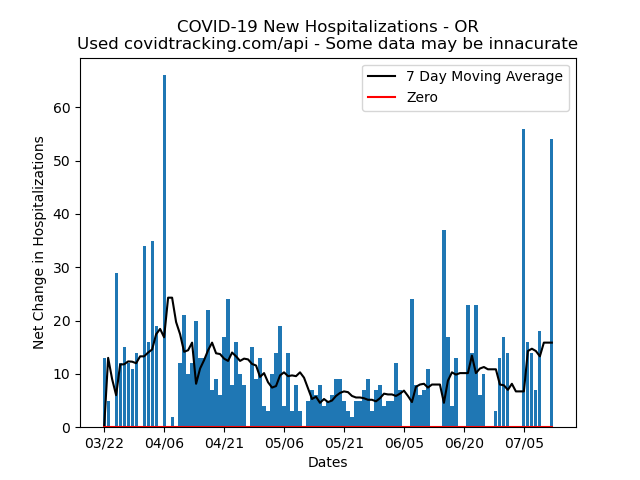 COVID-19 New Hospitalizations - OR
Used covidtracking.com/api - Some data may be innacurate
7 Day Moving Average
Zero
Net Change in Hospitalizations
60
50
40
30
20
10
0
03/22 04/06 04/21 05/06 05/21 06/05 06/20 07/05
Dates